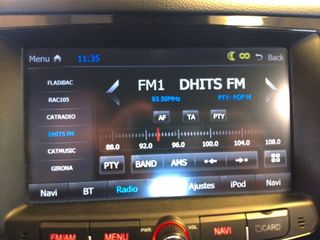 Menu 11:35 Back
FLAIXBAC
RAC105
CATRADIO
DHITS FM
CATMUSIC
GIRONA
FM1 DHITS FM
93.50MHz PTY: POP M
AF TA PTY
88.0 92.0 96.0 100.0 104.0 108.0
PTY BAND AMS
Navi BT Radio Ajustes iPod Navi
FM/AM MENU PWR VOL NAVI CARD